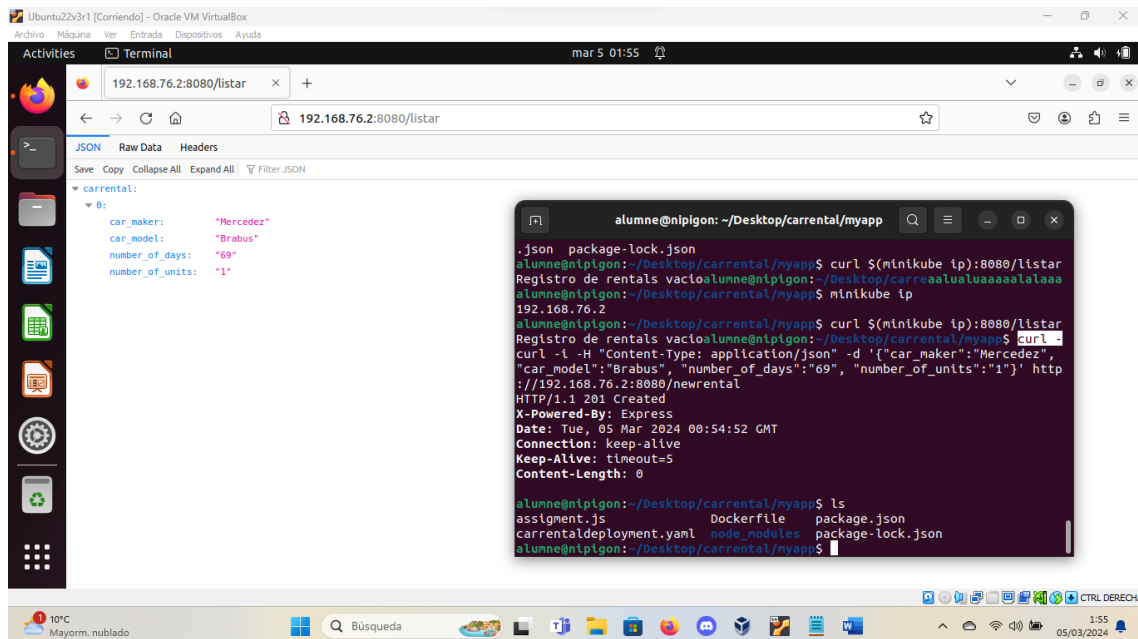 Ubuntu22v3r1 [Corriendo] - Oracle VM VirtualBox
Archivo Máquina Ver Entrada Dispositivos Ayuda
Activities Terminal mar 5 01:55
192.168.76.2:8080/listar
192.168.76.2:8080/listar
JSON Raw Data Headers
Save Copy Collapse All Expand All Filter JSON
carrental:
0:
car_maker: "Mercedez"
car_model: "Brabus"
number_of_days: "69"
number_of_units: "1"
alumne@nipigon: ~/Desktop/carrental/myapp
.json package-lock.json
alumne@nipigon:~/Desktop/carrental/myapp$ curl $(minikube ip):8080/listar
Registro de rentals vacioalumne@nipigon:~/Desktop/carreaalualuaaaaalalaaa
alumne@nipigon:~/Desktop/carrental/myapp$ minikube ip
192.168.76.2
alumne@nipigon:~/Desktop/carrental/myapp$ curl $(minikube ip):8080/listar
Registro de rentals vacioalumne@nipigon:~/Desktop/carrental/myapp$ curl -
curl -i -H "Content-Type: application/json" -d '{"car_maker":"Mercedez",
"car_model":"Brabus", "number_of_days":"69", "number_of_units":"1"}' http
://192.168.76.2:8080/newrental
HTTP/1.1 201 Created
X-Powered-By: Express
Date: Tue, 05 Mar 2024 00:54:52 GMT
Connection: keep-alive
Keep-Alive: timeout=5
Content-Length: 0
alumne@nipigon:~/Desktop/carrental/myapp$ ls
assigment.js Dockerfile package.json
carrentaldeployment.yaml node_modules package-lock.json
alumne@nipigon:~/Desktop/carrental/myapp$
CTRL DERECH
1 10°C
Mayorm. nublado
Búsqueda
1:55
05/03/2024